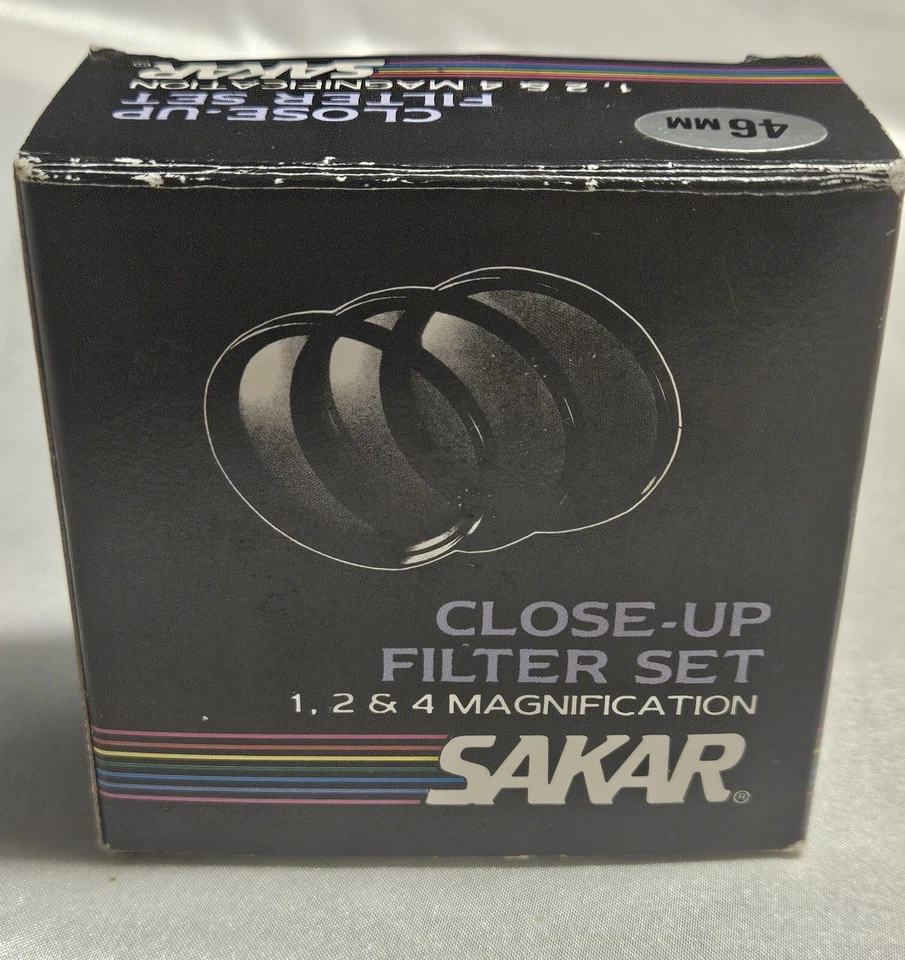 SAKAR®
1, 2 & 4 MAGNIFICATION
CLOSE-UP
FILTER SET
46 MM
CLOSE-UP
FILTER SET
1, 2 & 4 MAGNIFICATION
SAKAR®